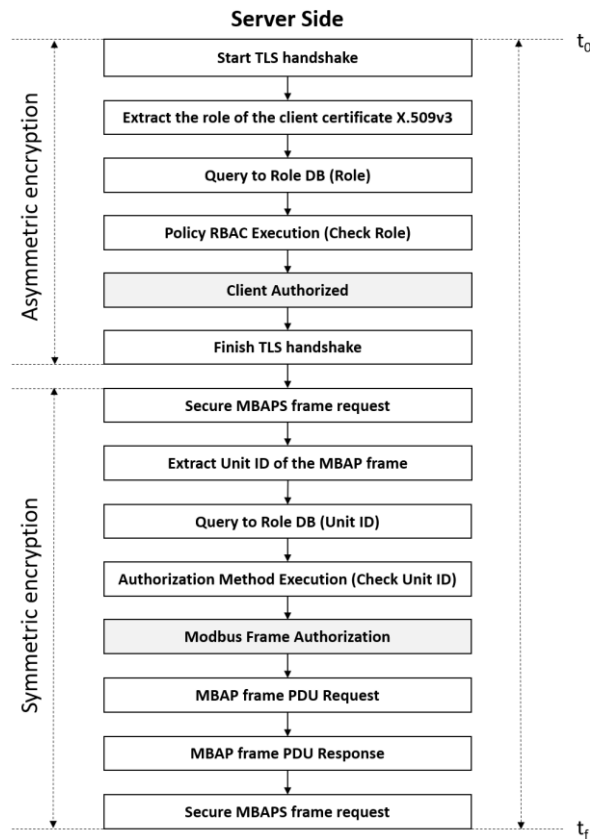 Server Side
t0
Start TLS handshake
Extract the role of the client certificate X.509v3
Query to Role DB (Role)
Policy RBAC Execution (Check Role)
Client Authorized
Finish TLS handshake
Asymmetric encryption
Secure MBAPS frame request
Extract Unit ID of the MBAP frame
Query to Role DB (Unit ID)
Authorization Method Execution (Check Unit ID)
Modbus Frame Authorization
MBAP frame PDU Request
MBAP frame PDU Response
Secure MBAPS frame request
Symmetric encryption
tf